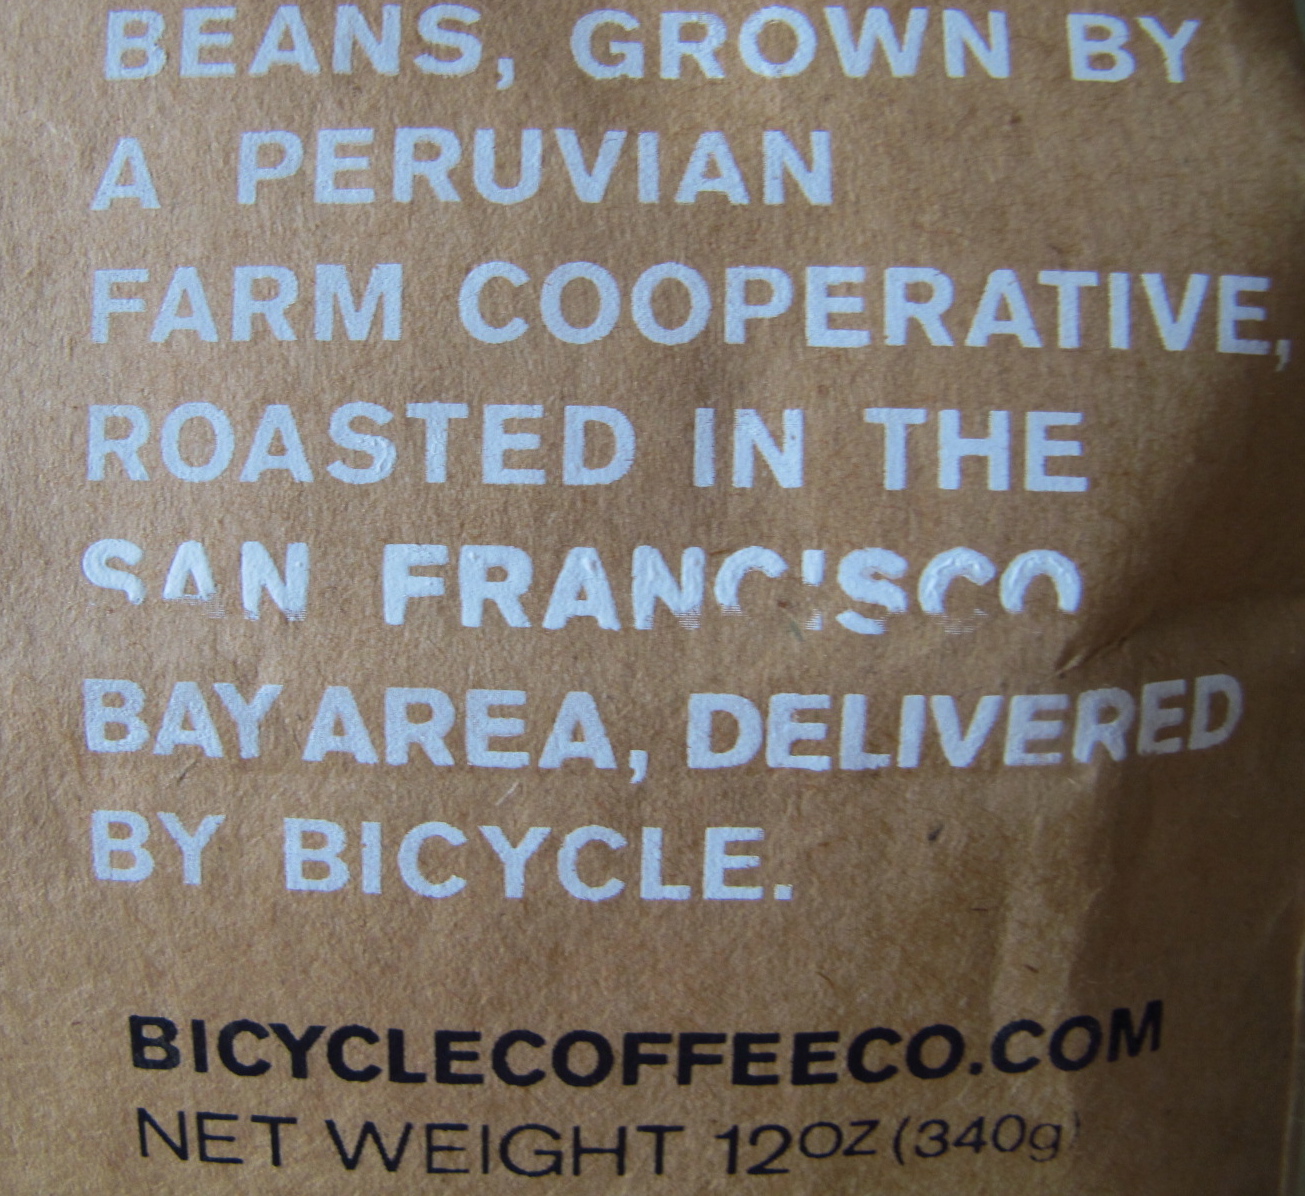 BEANS, GROWN BY
A PERUVIAN
FARM COOPERATIVE,
ROASTED IN THE
SAN FRANCISCO
BAY AREA, DELIVERED
BY BICYCLE.
BICYCLECOFFEECO.COM
NET WEIGHT 12OZ (340g)